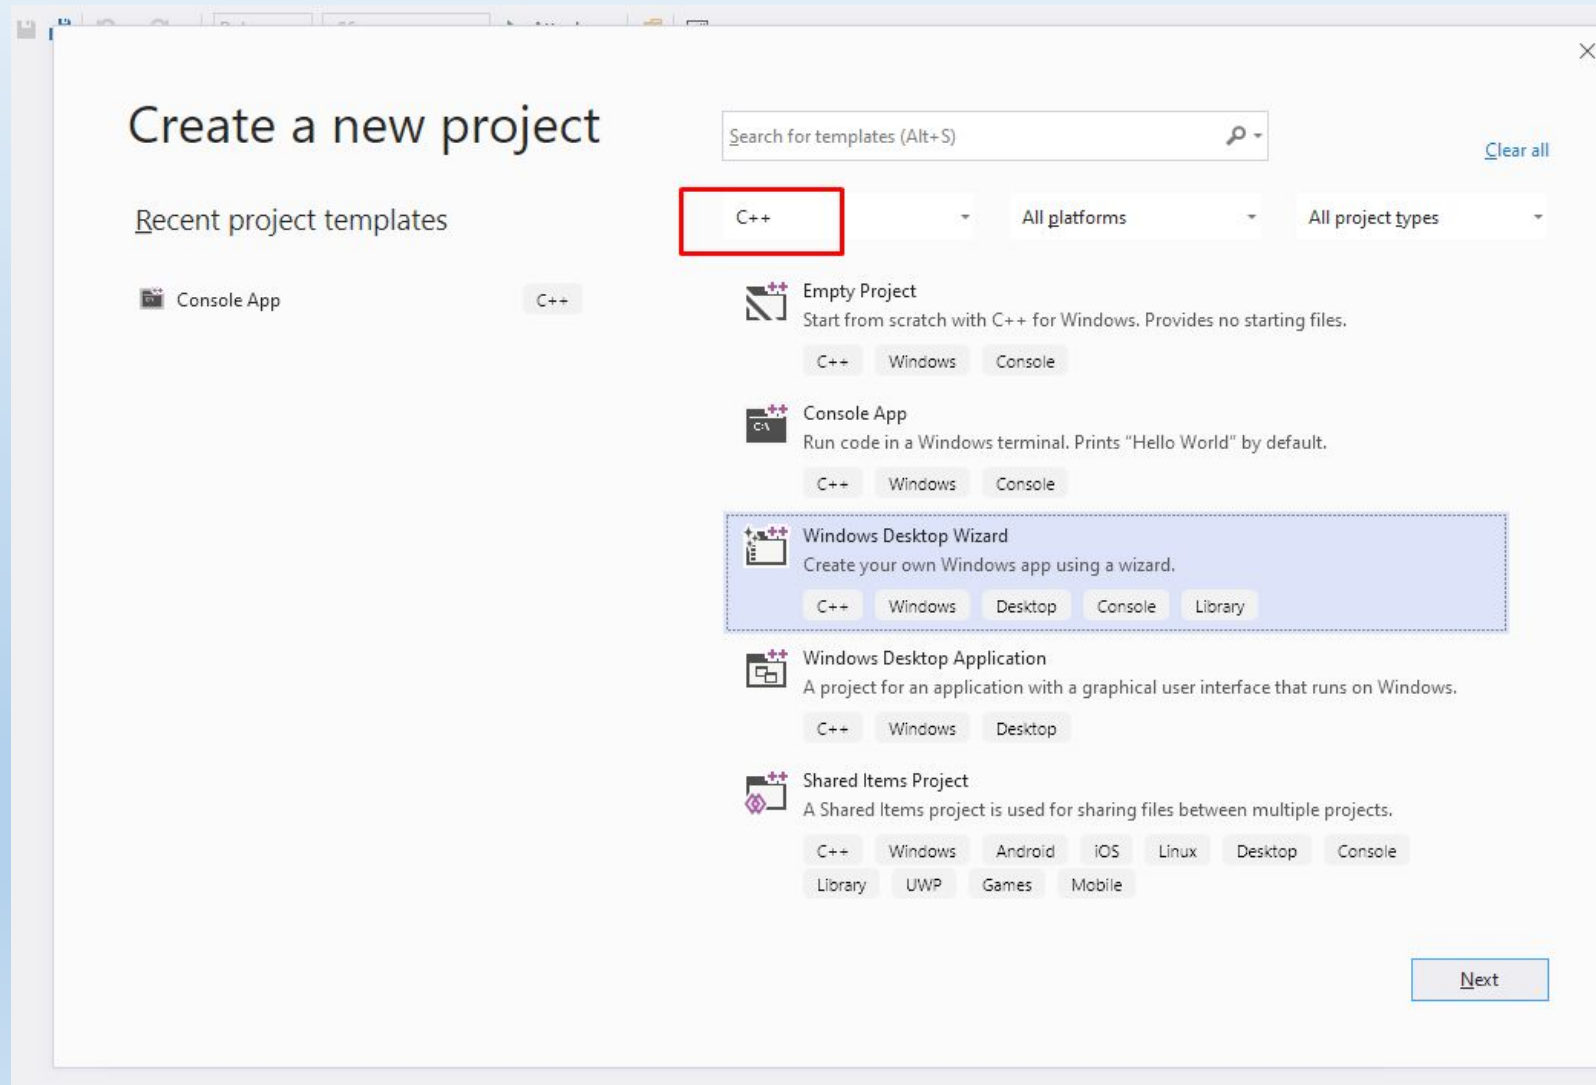 Create a new project
Search for templates (Alt+S)
Clear all
Recent project templates
C++
All platforms
All project types
Console App
C++
Empty Project
Start from scratch with C++ for Windows. Provides no starting files.
C++ Windows Console
Console App
Run code in a Windows terminal. Prints "Hello World" by default.
C++ Windows Console
Windows Desktop Wizard
Create your own Windows app using a wizard.
C++ Windows Desktop Console Library
Windows Desktop Application
A project for an application with a graphical user interface that runs on Windows.
C++ Windows Desktop
Shared Items Project
A Shared Items project is used for sharing files between multiple projects.
C++ Windows Android iOS Linux Desktop Console
Library UWP Games Mobile
Next